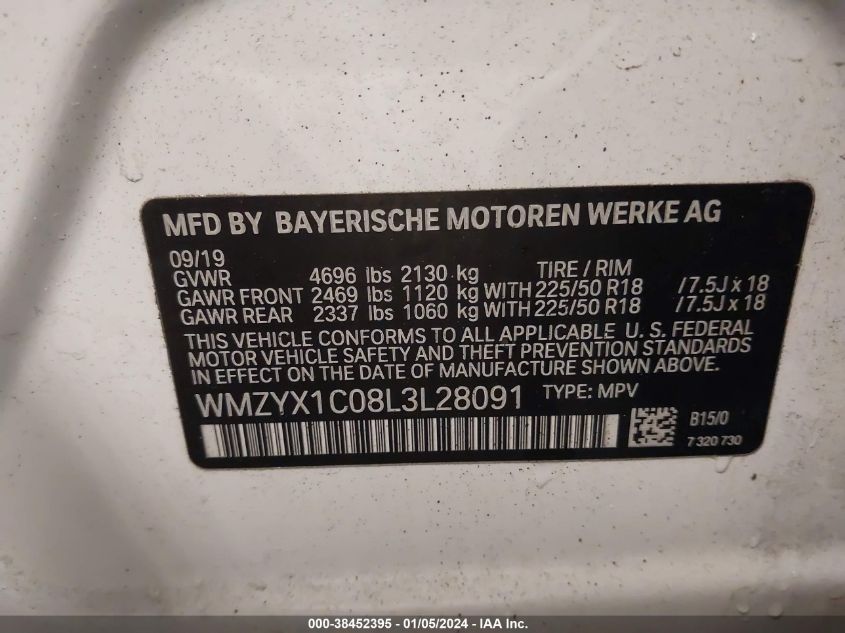 MFD BY BAYERISCHE MOTOREN WERKE AG
09/19
GVWR 4696 lbs 2130 kg TIRE / RIM
GAWR FRONT 2469 lbs 1120 kg WITH 225/50 R18 / 7.5J x 18
GAWR REAR 2337 lbs 1060 kg WITH 225/50 R18 / 7.5J x 18
THIS VEHICLE CONFORMS TO ALL APPLICABLE U. S. FEDERAL
MOTOR VEHICLE SAFETY AND THEFT PREVENTION STANDARDS
IN EFFECT ON THE DATE OF MANUFACTURE SHOWN ABOVE.
WMZYX1C08L3L28091 TYPE: MPV
B15/0
7 320 730
000-38452395 - 01/05/2024 - IAA Inc.